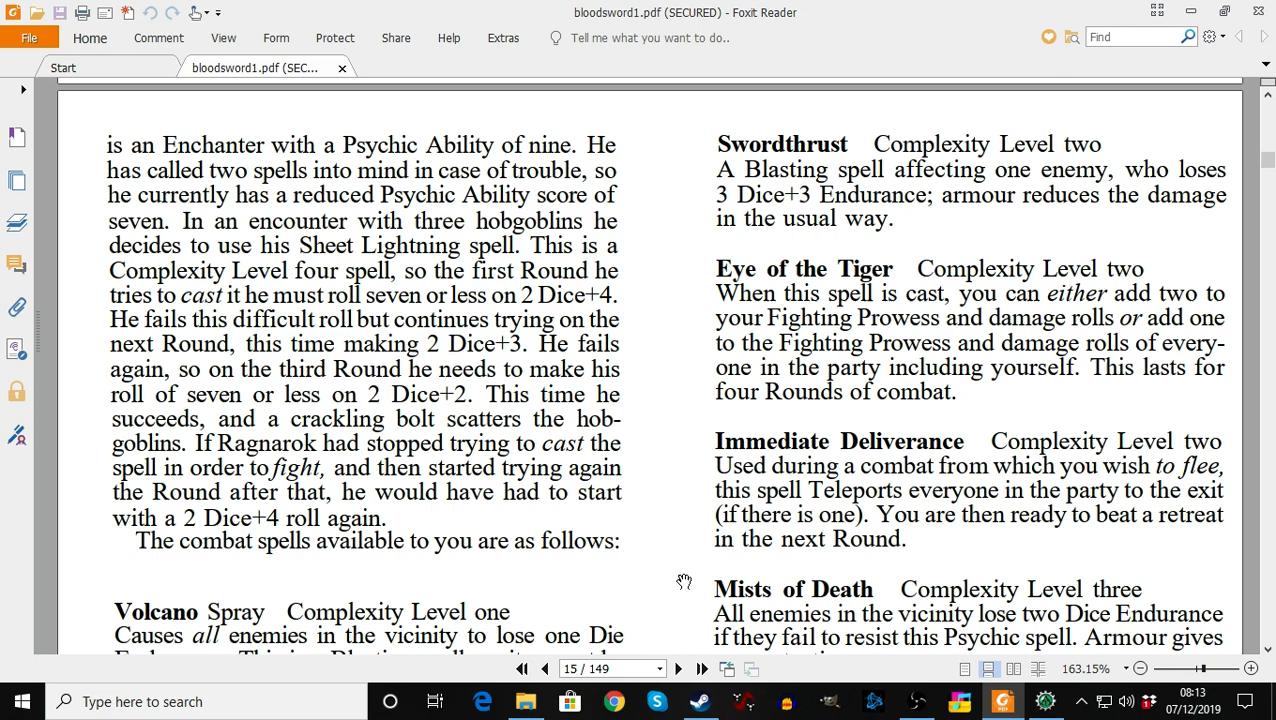 bloodsword1.pdf (SECURED) - Foxit Reader
File Home Comment View Form Protect Share Help Extras Tell me what you want to do.. Find
Start bloodsword1.pdf (SEC...
is an Enchanter with a Psychic Ability of nine. He
has called two spells into mind in case of trouble, so
he currently has a reduced Psychic Ability score of
seven. In an encounter with three hobgoblins he
decides to use his Sheet Lightning spell. This is a
Complexity Level four spell, so the first Round he
tries to cast it he must roll seven or less on 2 Dice+4.
He fails this difficult roll but continues trying on the
next Round, this time making 2 Dice+3. He fails
again, so on the third Round he needs to make his
roll of seven or less on 2 Dice+2. This time he
succeeds, and a crackling bolt scatters the hob-
goblins. If Ragnarok had stopped trying to cast the
spell in order to fight, and then started trying again
the Round after that, he would have had to start
with a 2 Dice+4 roll again.
The combat spells available to you are as follows:
Volcano Spray Complexity Level one
Causes all enemies in the vicinity to lose one Die
Swordthrust Complexity Level two
A Blasting spell affecting one enemy, who loses
3 Dice+3 Endurance; armour reduces the damage
in the usual way.
Eye of the Tiger Complexity Level two
When this spell is cast, you can either add two to
your Fighting Prowess and damage rolls or add one
to the Fighting Prowess and damage rolls of every-
one in the party including yourself. This lasts for
four Rounds of combat.
Immediate Deliverance Complexity Level two
Used during a combat from which you wish to flee,
this spell Teleports everyone in the party to the exit
(if there is one). You are then ready to beat a retreat
in the next Round.
Mists of Death Complexity Level three
All enemies in the vicinity lose two Dice Endurance
if they fail to resist this Psychic spell. Armour gives
15 / 149 163.15%
Type here to search 08:13
07/12/2019